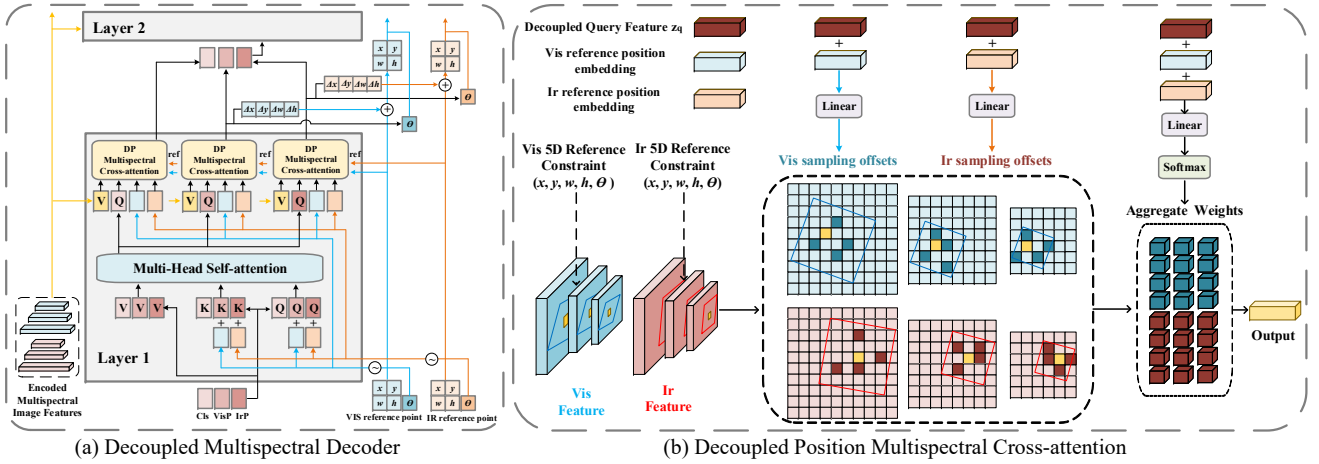 Layer 2
x y
w h
x y
w h
Δx Δy Δw Δh
+
θ
Δx Δy Δw Δh
+
θ
DP
Multispectral
Cross-attention
ref
DP
Multispectral
Cross-attention
ref
DP
Multispectral
Cross-attention
ref
V Q V Q V Q
Multi-Head Self-attention
V V V K K K Q Q Q
+ + + +
Layer 1
~ ~
Encoded
Multispectral
Image Features
Cls VisP IrP
x y
w h θ
VIS reference point
x y
w h θ
IR reference point
(a) Decoupled Multispectral Decoder
Decoupled Query Feature zq
Vis reference position
embedding
Ir reference position
embedding
+
Linear
Vis sampling offsets
+
Linear
Ir sampling offsets
+
+
Linear
Softmax
Aggregate Weights
Vis 5D Reference
Constraint
(x, y, w, h, θ )
Ir 5D Reference
Constraint
(x, y, w, h, θ)
Vis
Feature
Ir
Feature
Output
(b) Decoupled Position Multispectral Cross-attention